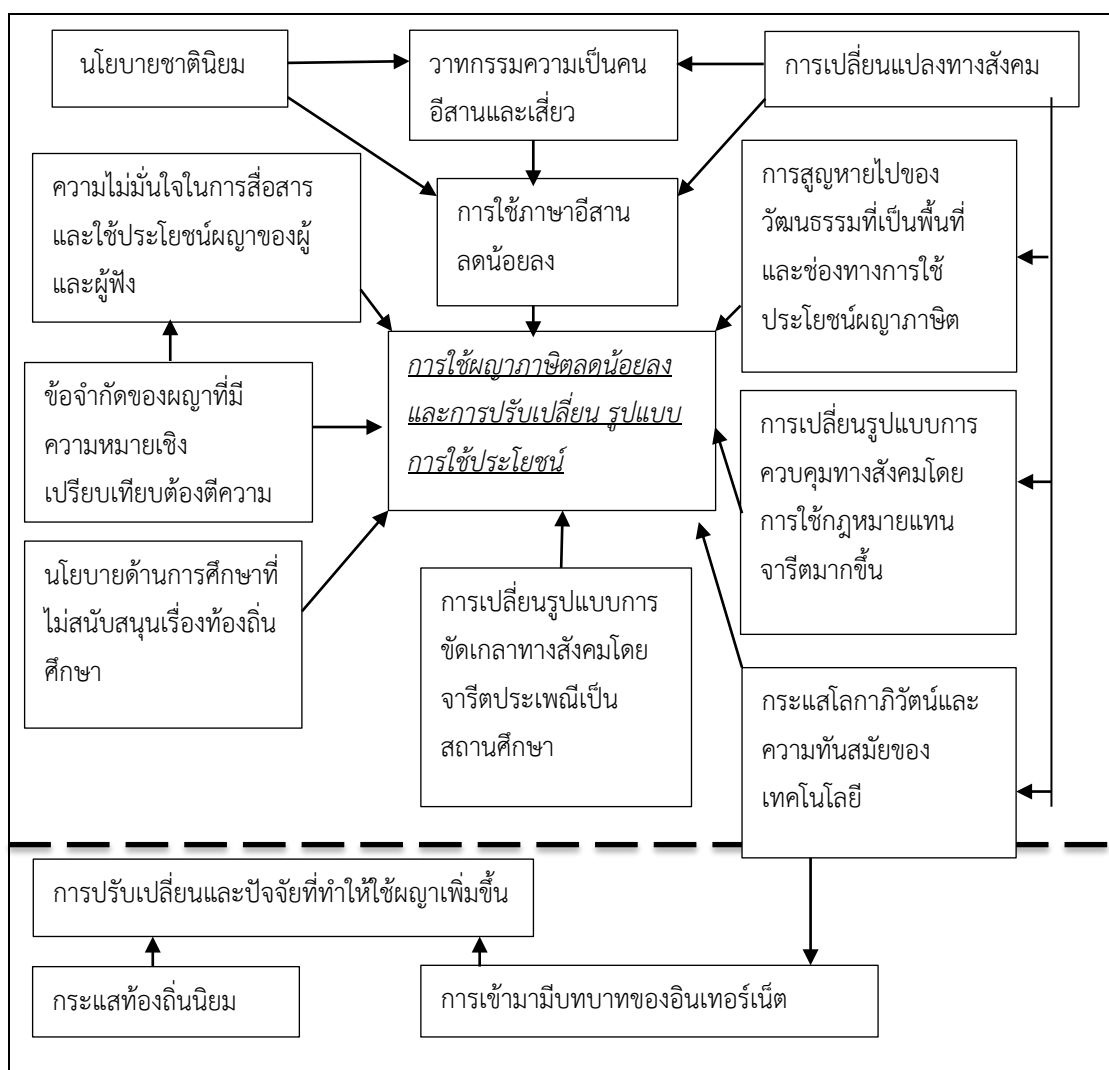 นโยบายชาตินิยม
วาทกรรมความเป็นคน
อีสานและเสี่ยว
การเปลี่ยนแปลงทางสังคม
ความไม่มั่นใจในการสื่อสาร
และใช้ประโยชน์ผญาของผู้
และผู้ฟัง
การใช้ภาษาอีสาน
ลดน้อยลง
การสูญหายไปของ
วัฒนธรรมที่เป็นพื้นที่
และช่องทางการใช้
ประโยชน์ผญาภาษิต
การใช้ผญาภาษิตลดน้อยลง
และการปรับเปลี่ยน รูปแบบ
การใช้ประโยชน์
ข้อจำกัดของผญาที่มี
ความหมายเชิง
เปรียบเทียบต้องตีความ
การเปลี่ยนรูปแบบการ
ควบคุมทางสังคมโดย
การใช้กฎหมายแทน
จารีตมากขึ้น
นโยบายด้านการศึกษาที่
ไม่สนับสนุนเรื่องท้องถิ่น
ศึกษา
การเปลี่ยนรูปแบบการ
ขัดเกลาทางสังคมโดย
จารีตประเพณีเป็น
สถานศึกษา
กระแสโลกาภิวัตน์และ
ความทันสมัยของ
เทคโนโลยี
การปรับเปลี่ยนและปัจจัยที่ทำให้ใช้ผญาเพิ่มขึ้น
กระแสท้องถิ่นนิยม
การเข้ามามีบทบาทของอินเทอร์เน็ต